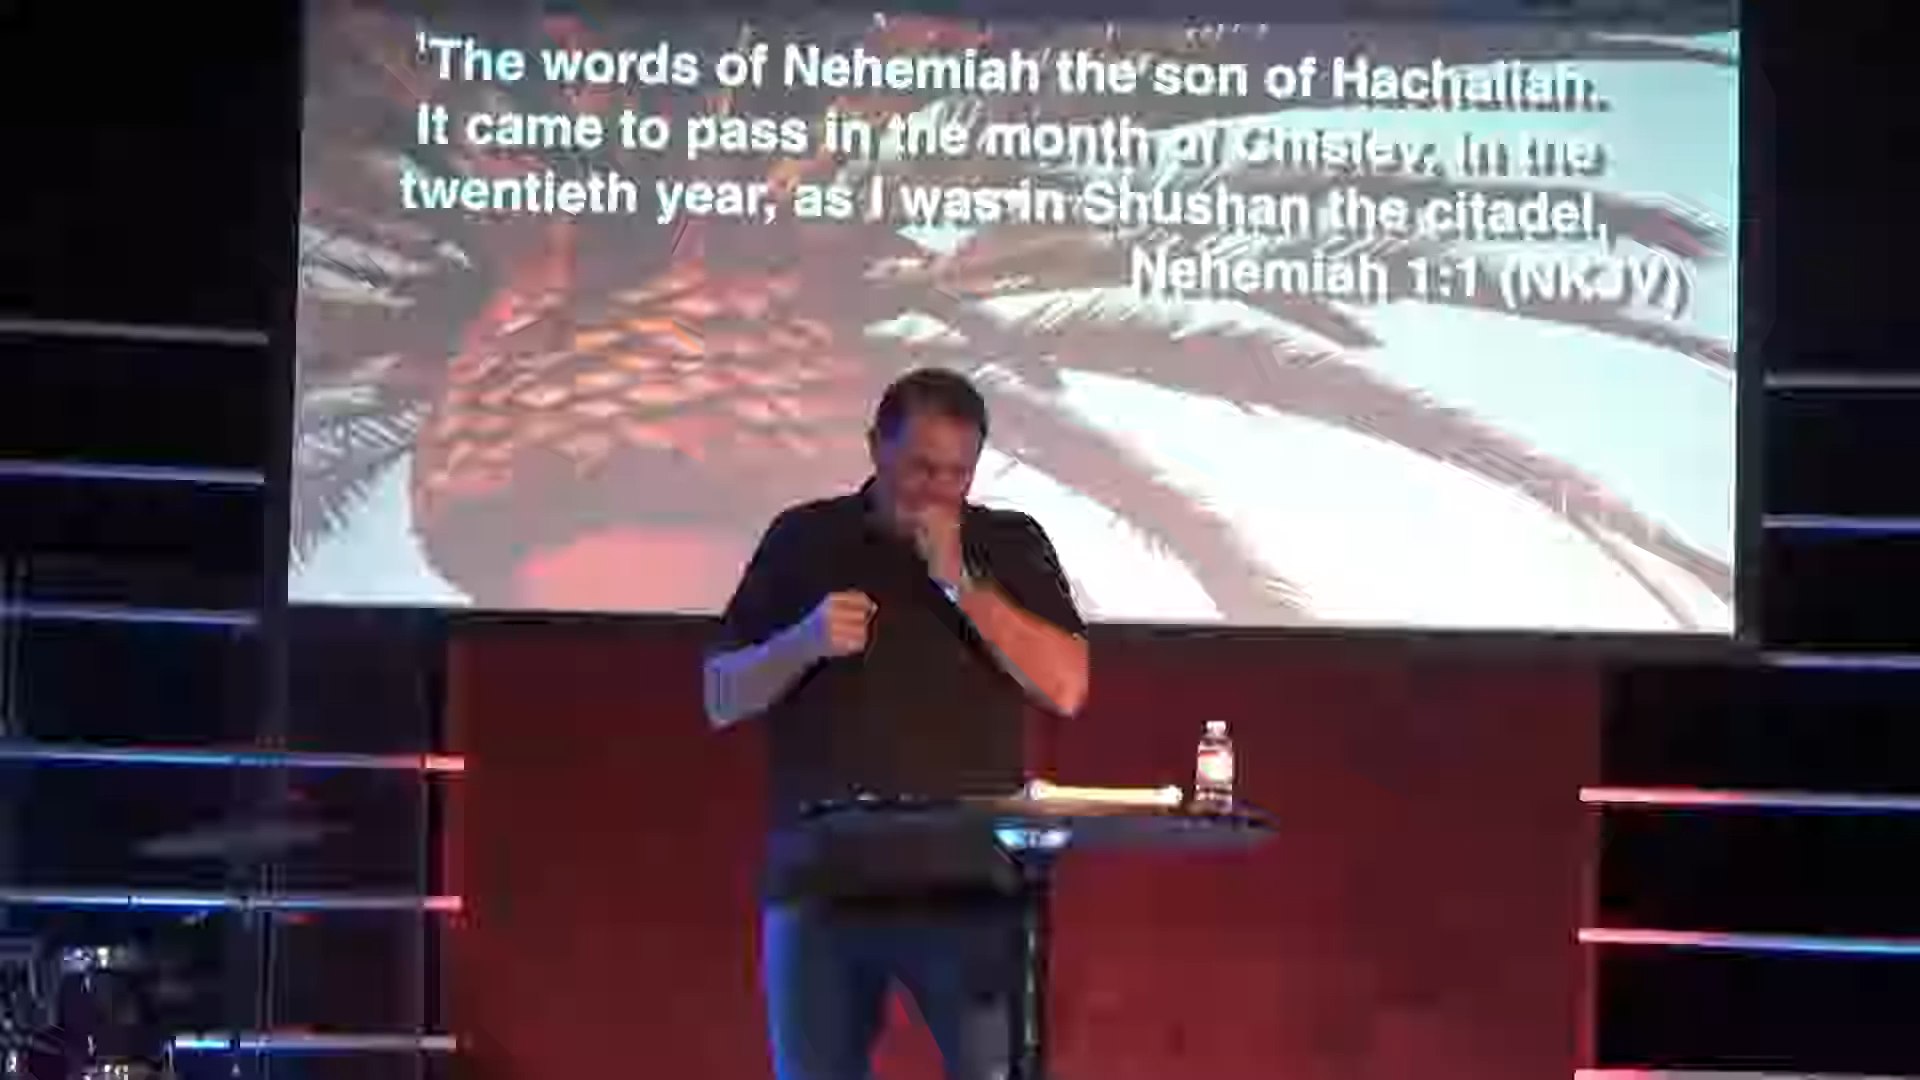 ¹The words of Nehemiah the son of Hachaliah.
It came to pass in the month of Chislev, in the
twentieth year, as I was in Shushan the citadel,
Nehemiah 1:1 (NKJV)